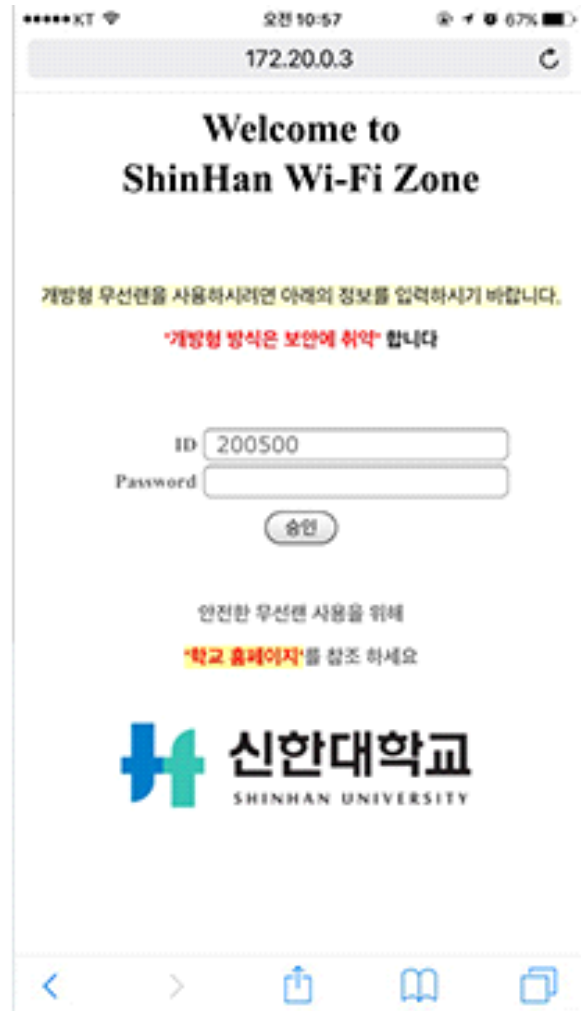 KT 오전 10:57 67%
172.20.0.3
Welcome to
ShinHan Wi-Fi Zone
개방형 무선랜을 사용하시려면 아래의 정보를 입력하시기 바랍니다.
"개방형 방식은 보안에 취약" 합니다
ID 200500
Password
승인
안전한 무선랜 사용을 위해
"학교 홈페이지"를 참조 하세요
신한대학교
SHINHAN UNIVERSITY